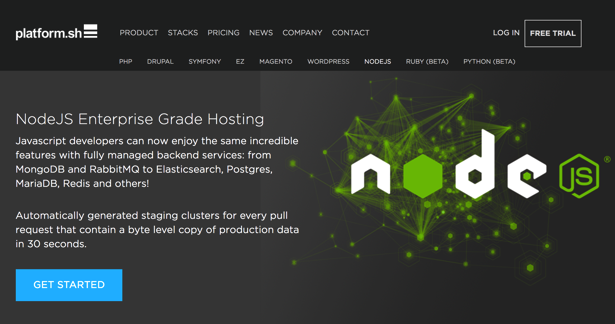 platform.sh
PRODUCT STACKS PRICING NEWS COMPANY CONTACT
LOG IN
FREE TRIAL
PHP DRUPAL SYMFONY EZ MAGENTO WORDPRESS NODEJS RUBY (BETA) PYTHON (BETA)
NodeJS Enterprise Grade Hosting
Javascript developers can now enjoy the same incredible
features with fully managed backend services: from
MongoDB and RabbitMQ to Elasticsearch, Postgres,
MariaDB, Redis and others!
Automatically generated staging clusters for every pull
request that contain a byte level copy of production data
in 30 seconds.
GET STARTED
node
JS®